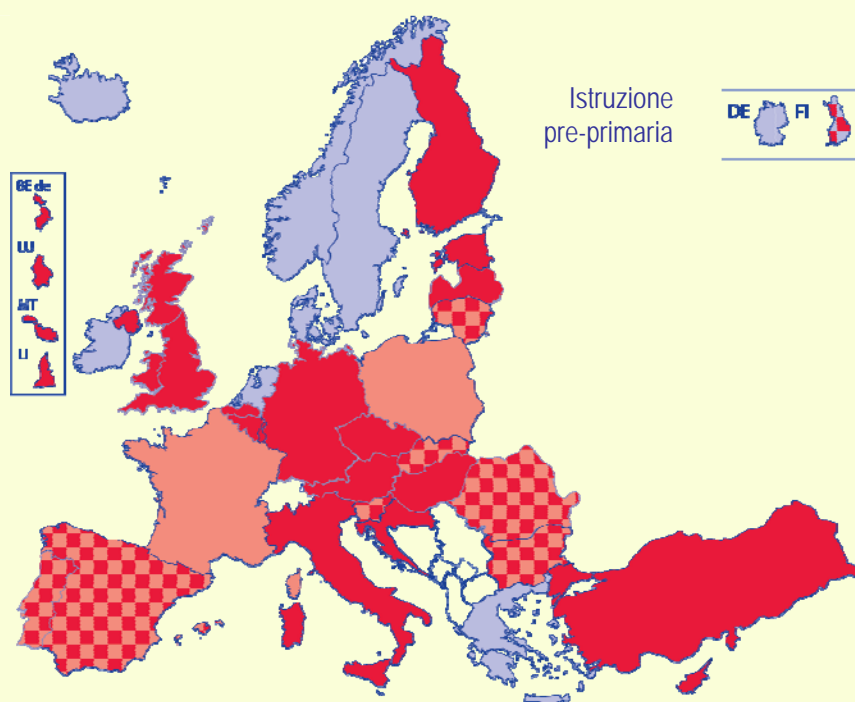 Istruzione
pre-primaria
DE FI
BE de
LU
MT
LI